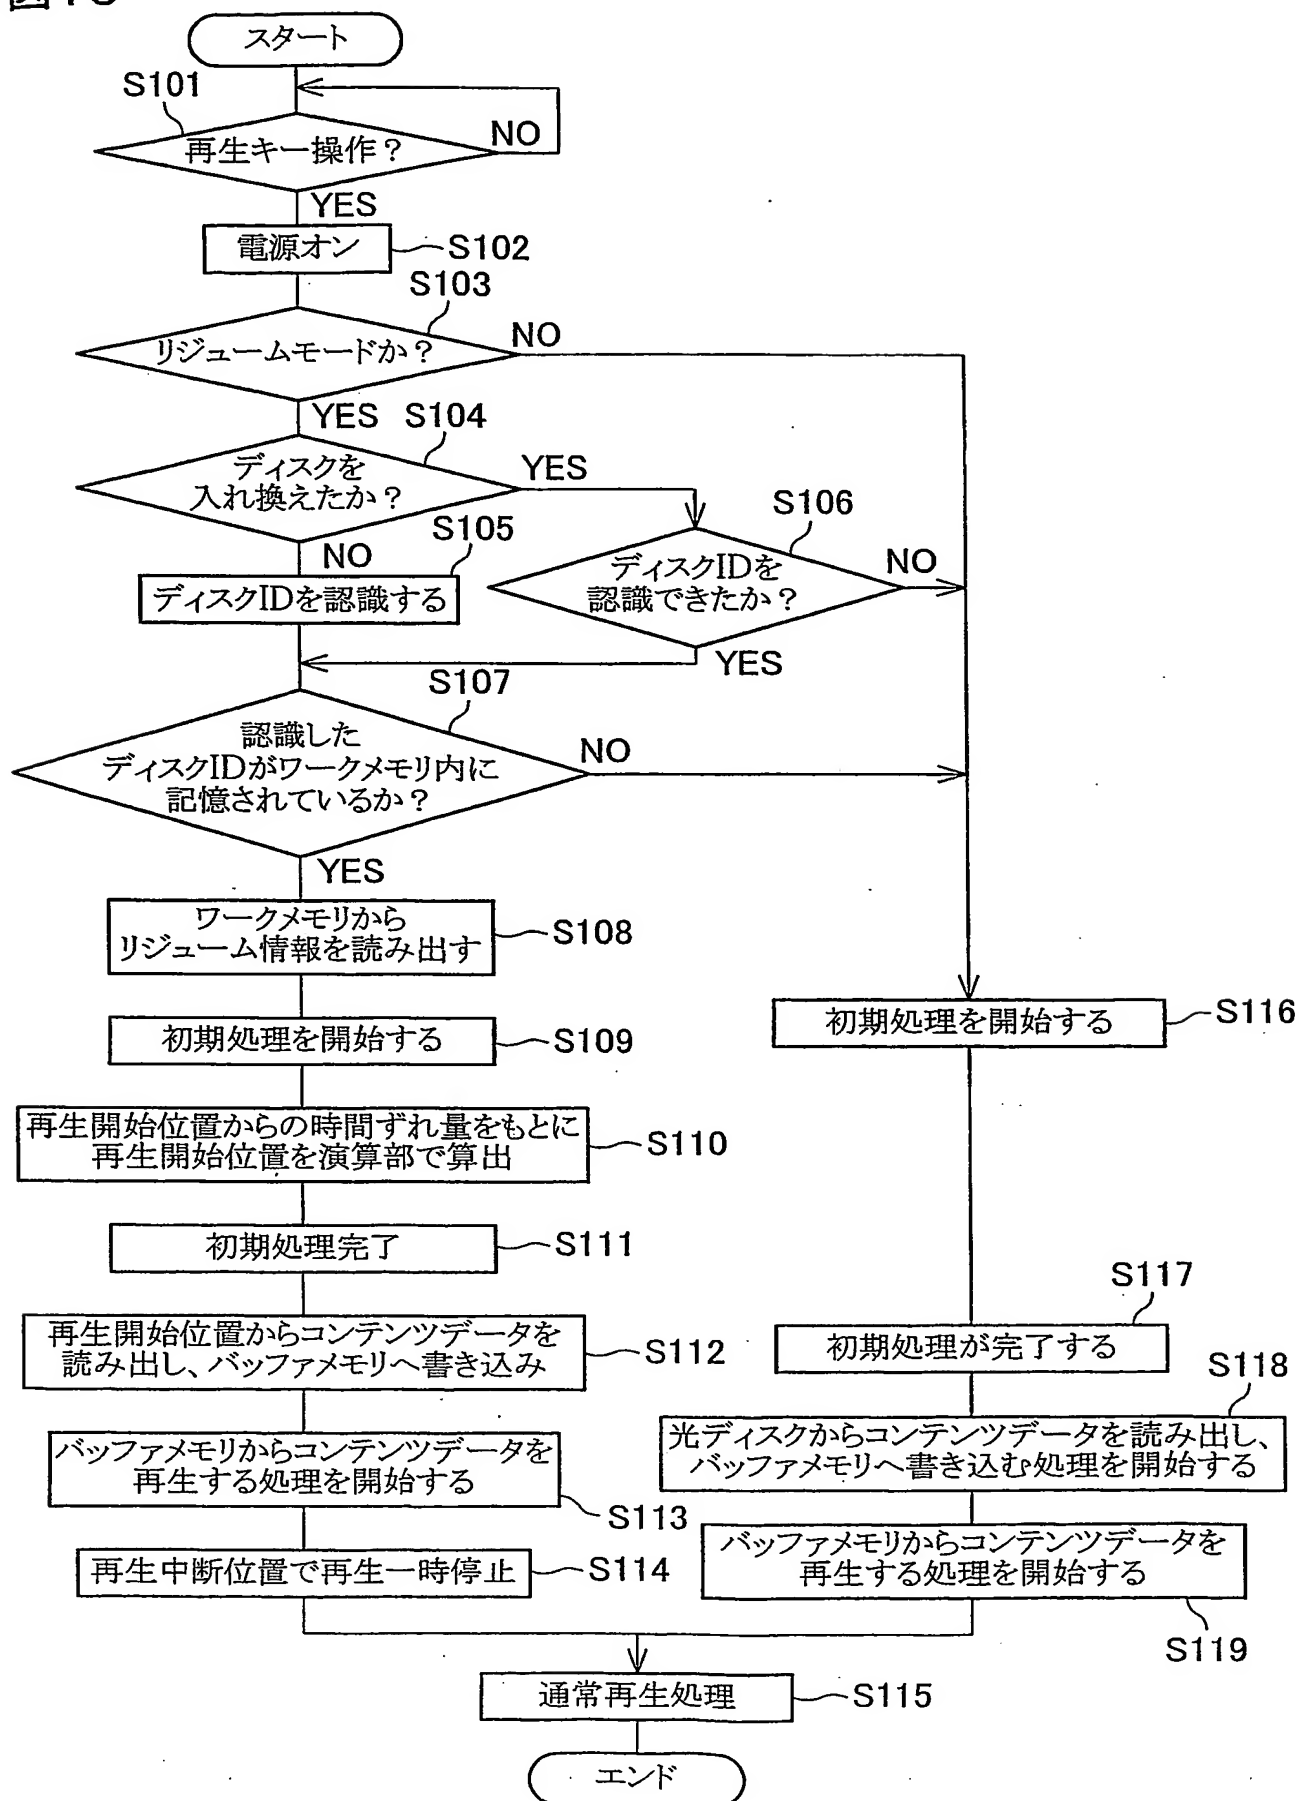 スタート
S101
再生キー操作？
NO
YES
電源オン
S102
S103
リジュームモードか？
NO
YES
S104
ディスクを
入れ換えたか？
YES
S106
S105
NO
ディスクIDを
認識できたか？
NO
ディスクIDを認識する
YES
S107
認識した
ディスクIDがワークメモリ内に
記憶されているか？
NO
YES
ワークメモリから
リジューム情報を読み出す
S108
初期処理を開始する
S109
初期処理を開始する
S116
再生開始位置からの時間ずれ量をもとに
再生開始位置を演算部で算出
S110
初期処理完了
S111
S117
再生開始位置からコンテンツデータを
読み出し、バッファメモリへ書き込み
S112
初期処理が完了する
S118
バッファメモリからコンテンツデータを
再生する処理を開始する
S113
光ディスクからコンテンツデータを読み出し、
バッファメモリへ書き込む処理を開始する
再生中断位置で再生一時停止
S114
バッファメモリからコンテンツデータを
再生する処理を開始する
S119
通常再生処理
S115
エンド